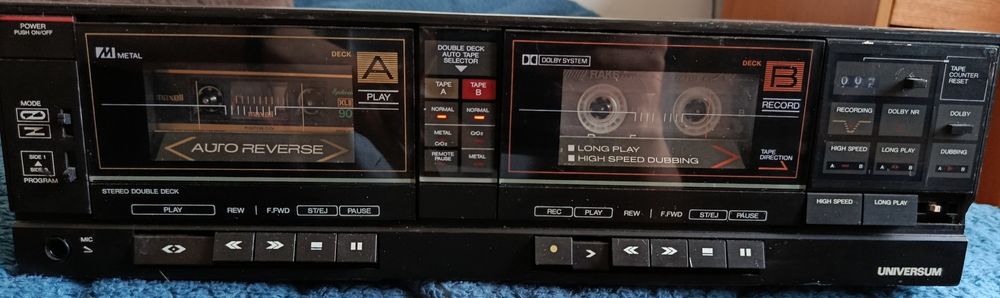 POWER
PUSH ON/OFF
MODE
SIDE 1
SIDE 2
PROGRAM
METAL
DECK
A
PLAY
maxell
XLII
90
AUTO REVERSE
STEREO DOUBLE DECK
PLAY
REW
F.FWD
ST/EJ
PAUSE
MIC
DOUBLE DECK
AUTO TAPE
SELECTOR
TAPE
A
TAPE
B
NORMAL
NORMAL
METAL
CrO2
CrO2
REMOTE
PAUSE
METAL
DOLBY SYSTEM
DECK
B
RECORD
RAKS
LONG PLAY
HIGH SPEED DUBBING
TAPE
DIRECTION
REC
PLAY
REW
F.FWD
ST/EJ
PAUSE
TAPE
COUNTER
RESET
RECORDING
DOLBY NR
DOLBY
HIGH SPEED
LONG PLAY
DUBBING
A
B
A
B
A
B
HIGH SPEED
LONG PLAY
UNIVERSUM